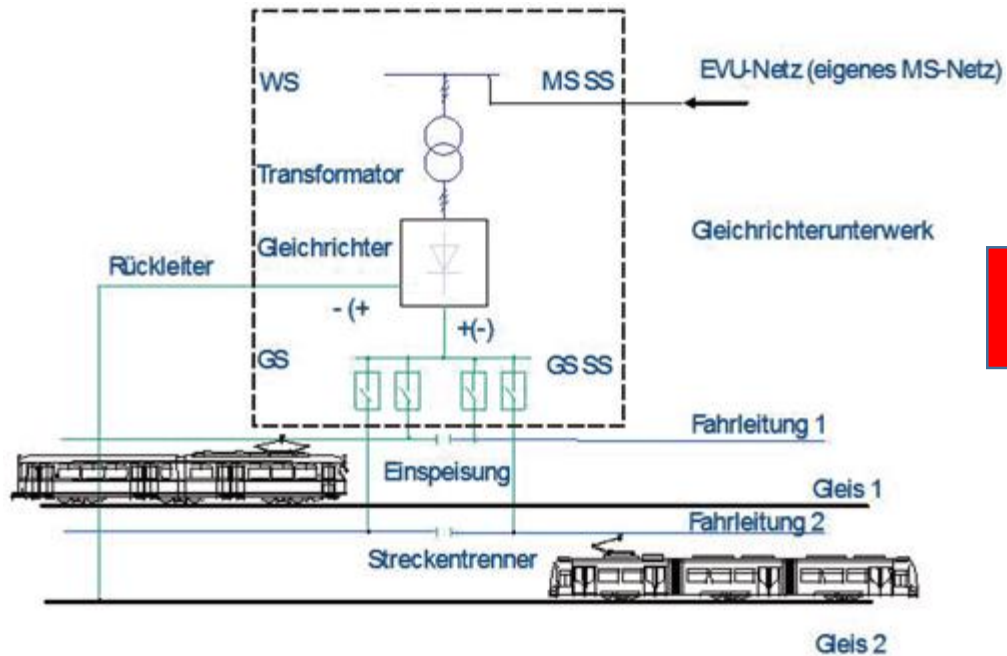 EVU-Netz (eigenes MS-Netz)
WS
MS SS
Transformator
Gleichrichter
Gleichrichterunterwerk
Rückleiter
- (+
+(-)
GS
GS SS
Fahrleitung 1
Einspeisung
Gleis 1
Fahrleitung 2
Streckentrenner
Gleis 2